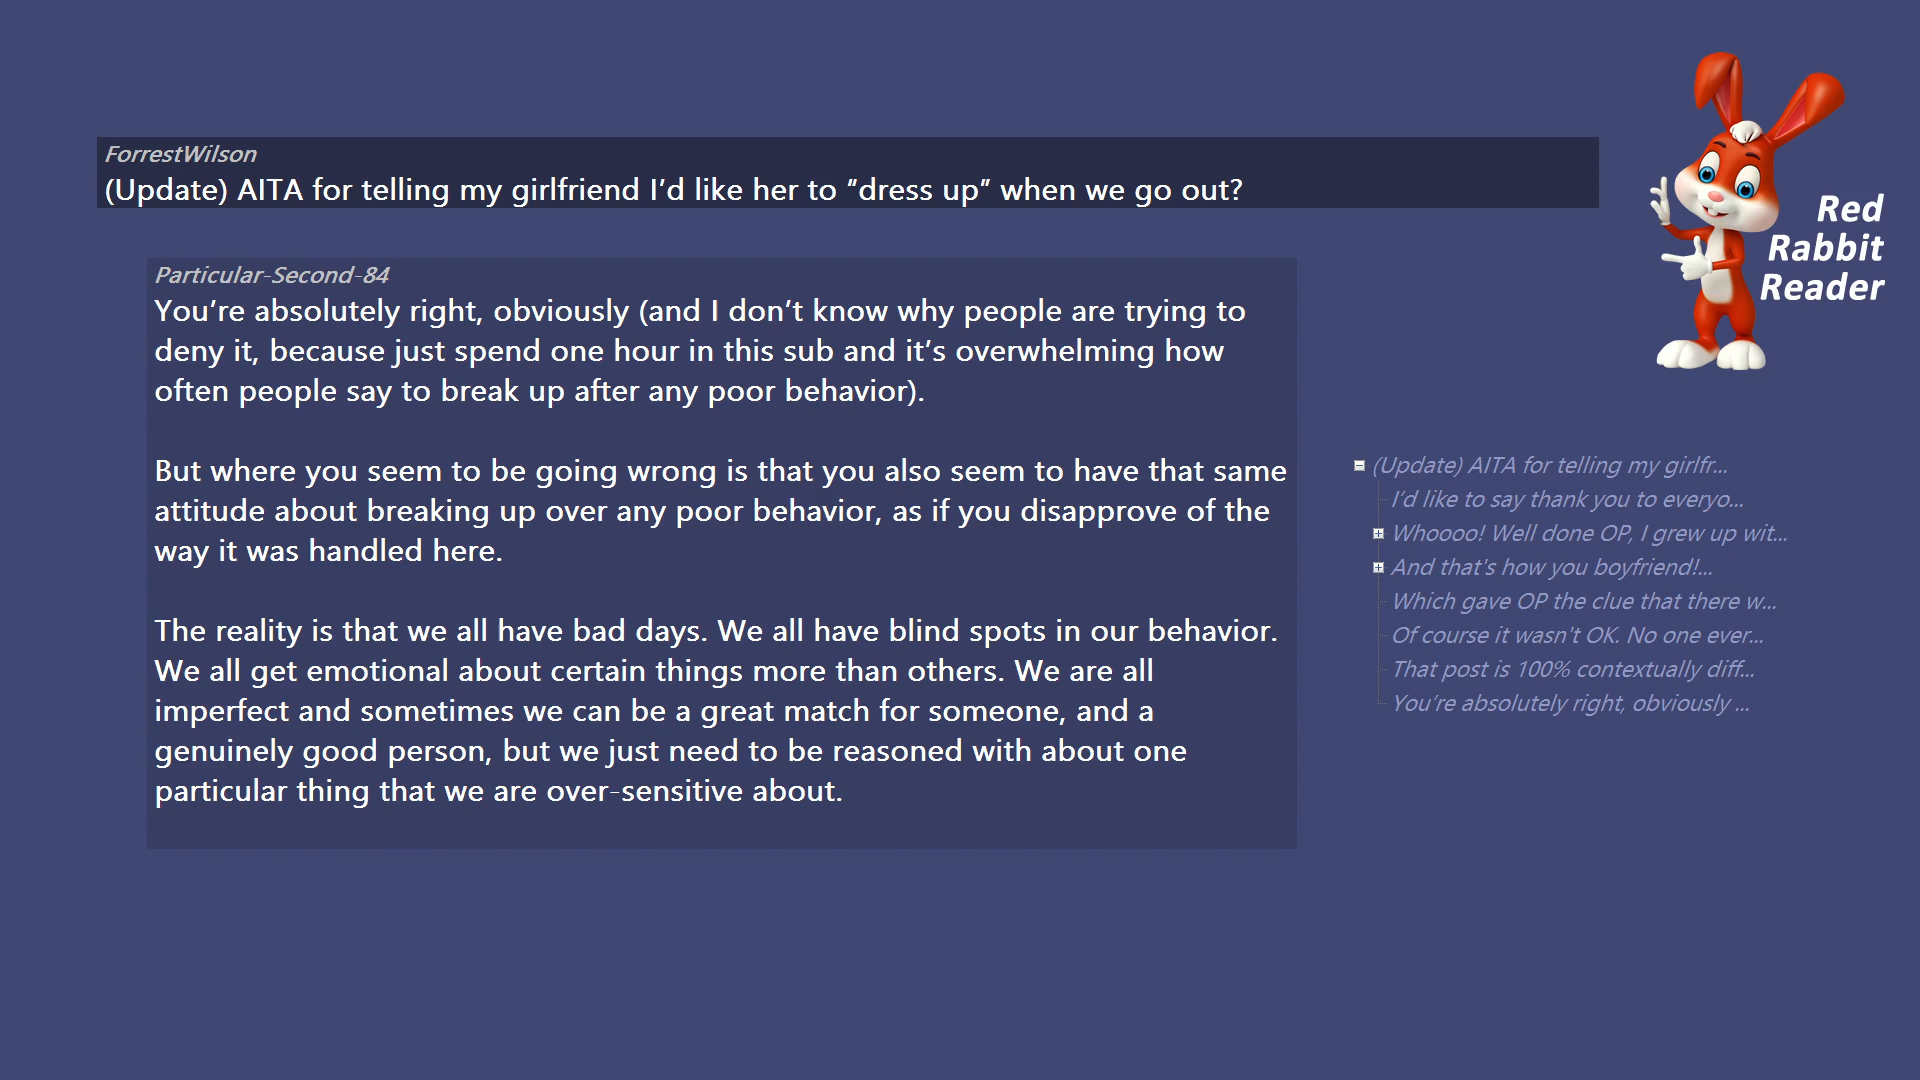 ForrestWilson
(Update) AITA for telling my girlfriend I’d like her to “dress up” when we go out?
Particular-Second-84
You’re absolutely right, obviously (and I don’t know why people are trying to
deny it, because just spend one hour in this sub and it’s overwhelming how
often people say to break up after any poor behavior).
But where you seem to be going wrong is that you also seem to have that same
attitude about breaking up over any poor behavior, as if you disapprove of the
way it was handled here.
The reality is that we all have bad days. We all have blind spots in our behavior.
We all get emotional about certain things more than others. We are all
imperfect and sometimes we can be a great match for someone, and a
genuinely good person, but we just need to be reasoned with about one
particular thing that we are over-sensitive about.
Red
Rabbit
Reader
(Update) AITA for telling my girlfr...
I’d like to say thank you to everyo...
Whoooo! Well done OP, I grew up wit...
And that's how you boyfriend!...
Which gave OP the clue that there w...
Of course it wasn't OK. No one ever...
That post is 100% contextually diff...
You’re absolutely right, obviously ...